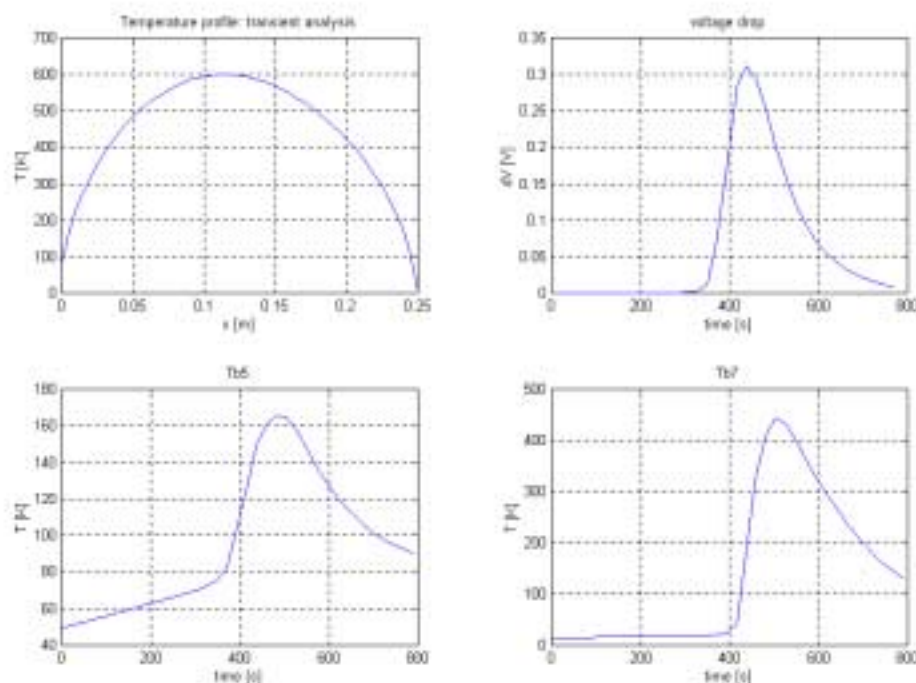 Temperature profile: transient analysis
700
600
500
400
300
200
100
0
T [K]
0 0.05 0.1 0.15 0.2 0.25
x [m]
voltage drop
0.35
0.3
0.25
0.2
0.15
0.1
0.05
0
dV [V]
0 200 400 600 800
time [s]
Tb5
180
160
140
120
100
80
60
40
T [K]
0 200 400 600 800
time [s]
Tb7
500
400
300
200
100
0
T [K]
0 200 400 600 800
time [s]